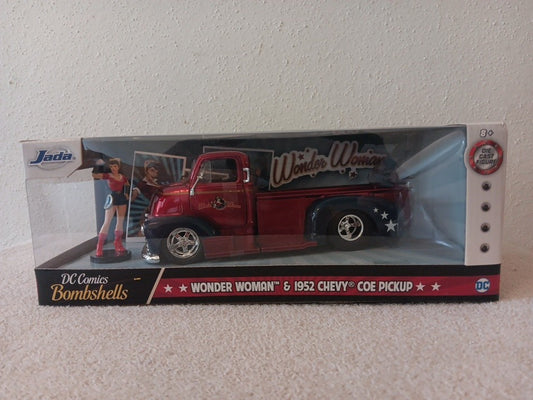 Jada
Wonder Woman
8+
DIE CAST FIGURE
DC Comics
Bombshells
WONDER WOMAN™ & 1952 CHEVY® COE PICKUP
DC